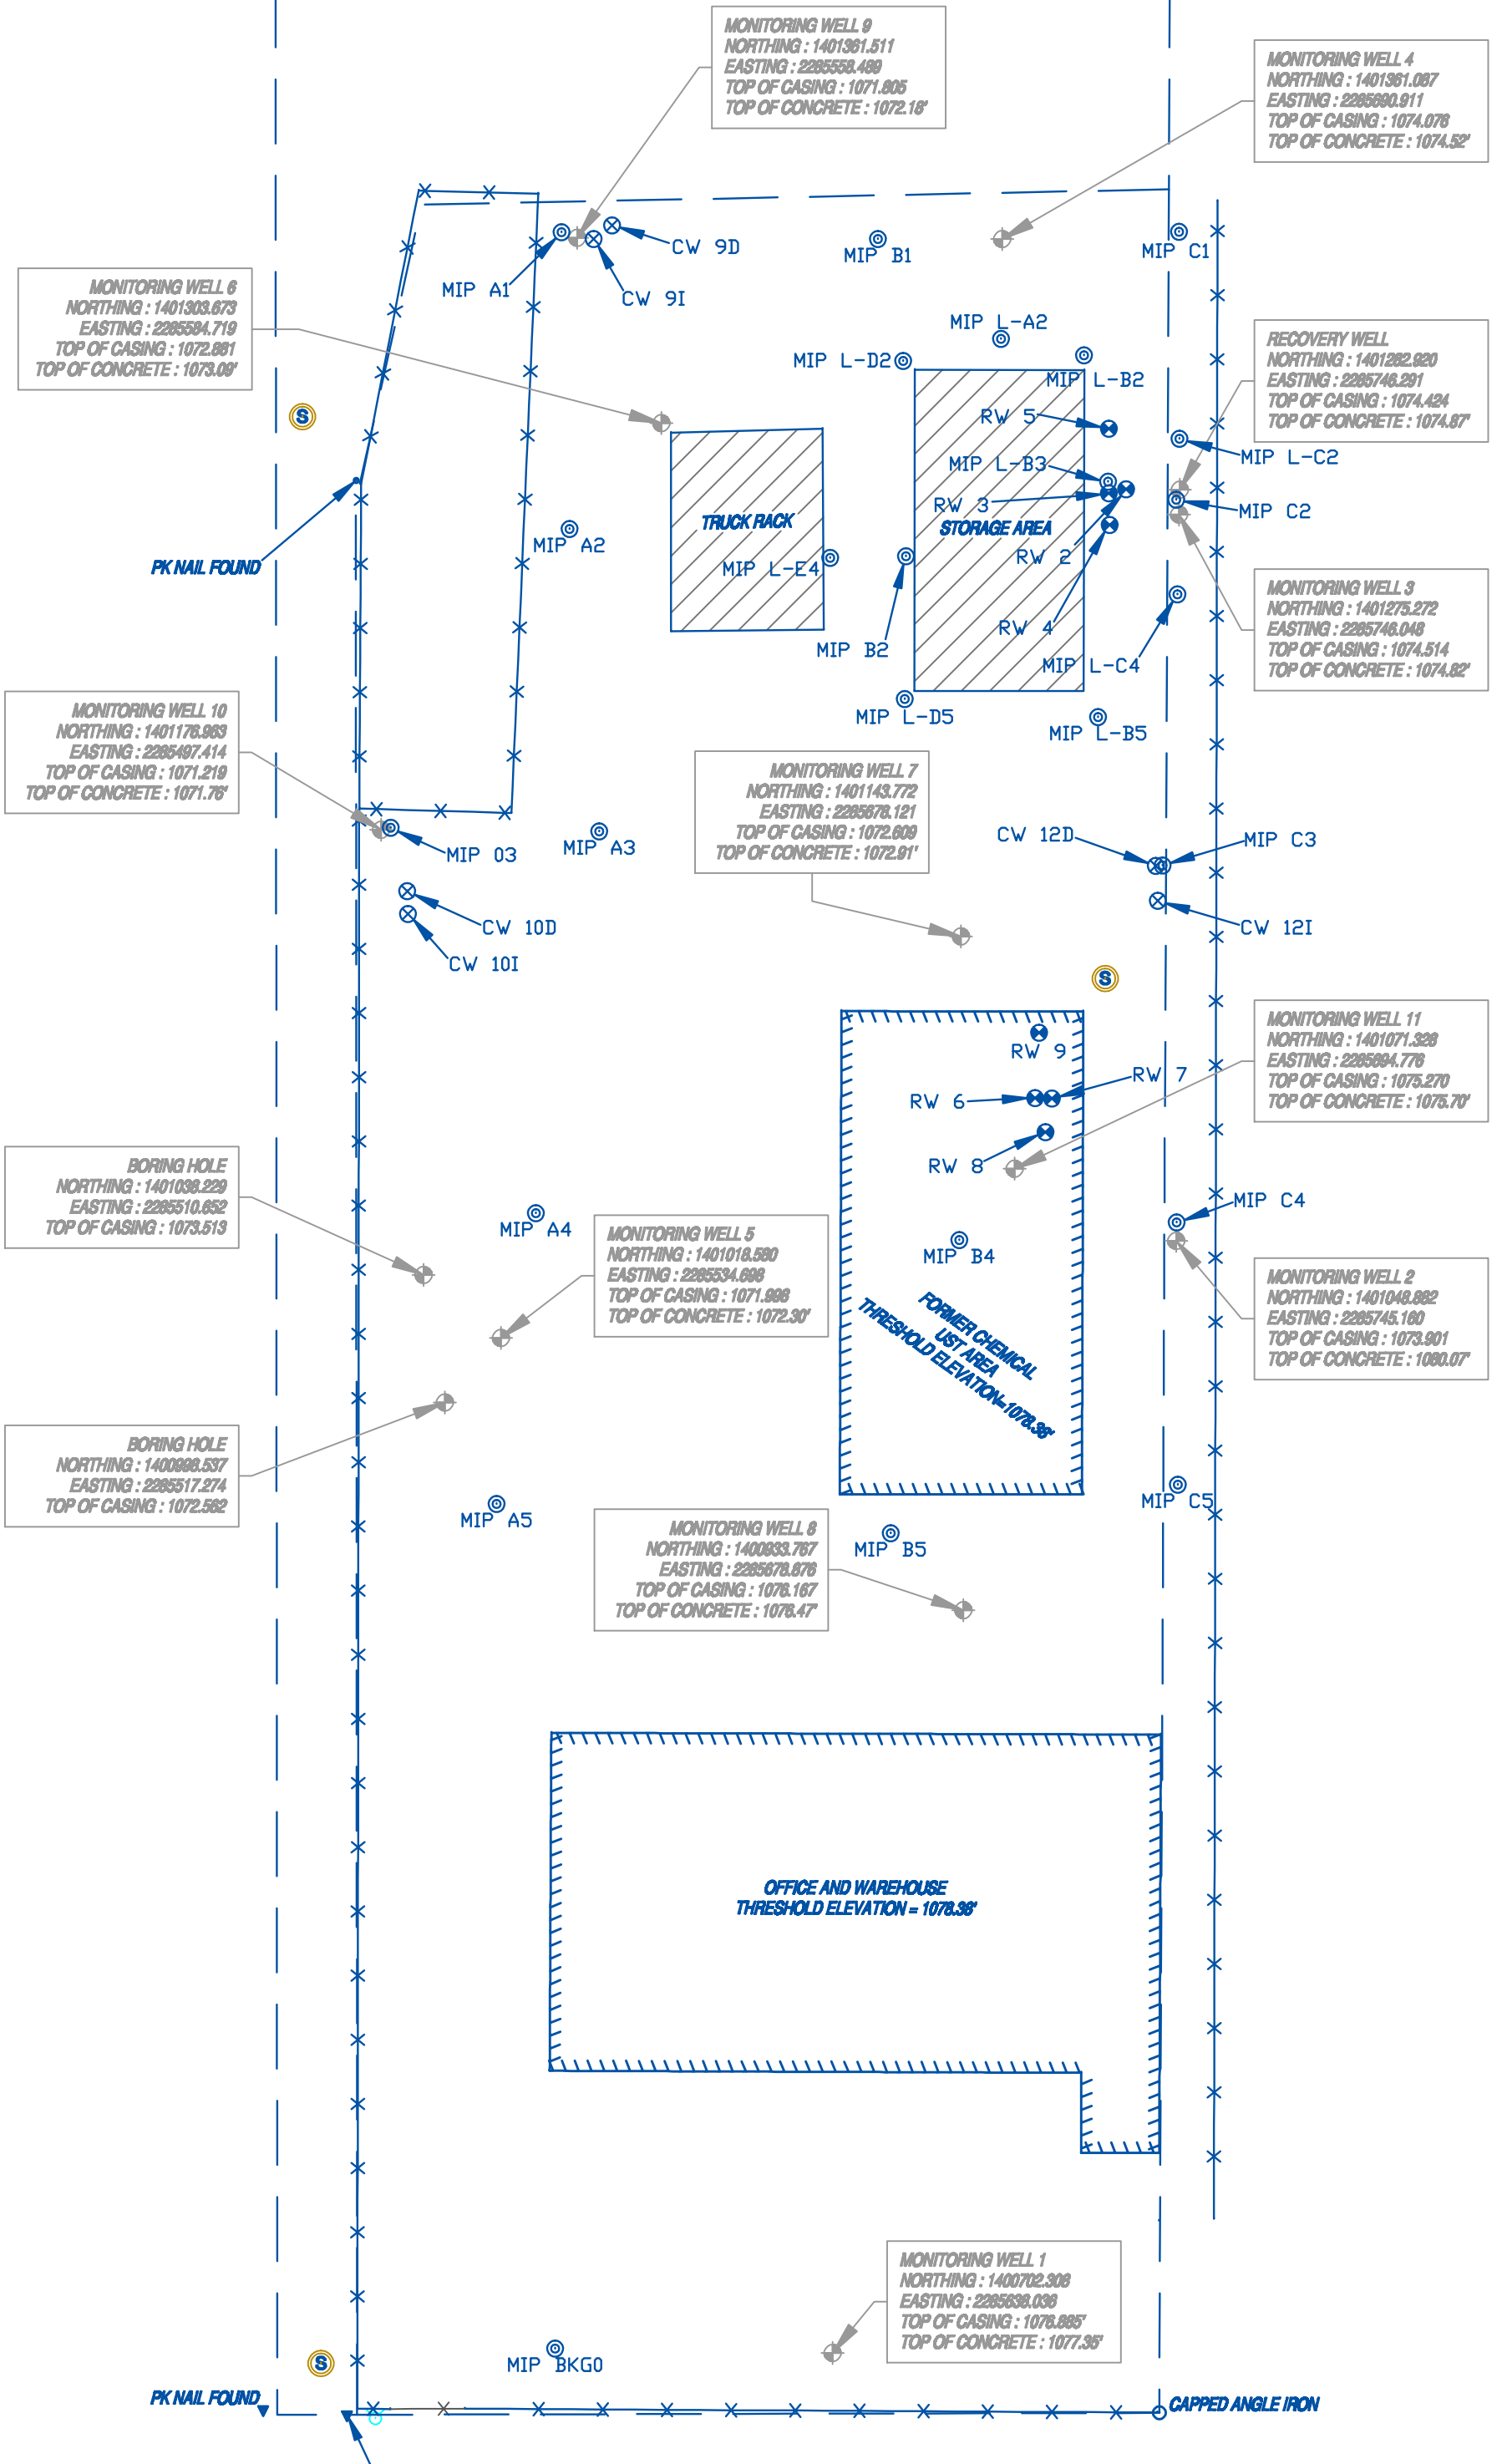 MONITORING WELL 9
NORTHING : 1401361.511
EASTING : 2285558.489
TOP OF CASING : 1071.805
TOP OF CONCRETE : 1072.18'
MONITORING WELL 4
NORTHING : 1401361.087
EASTING : 2285690.911
TOP OF CASING : 1074.076
TOP OF CONCRETE : 1074.52'
CW 9D
MIP B1
MIP C1
MIP A1
CW 9I
MONITORING WELL 6
NORTHING : 1401303.673
EASTING : 2285584.719
TOP OF CASING : 1072.861
TOP OF CONCRETE : 1073.09'
MIP L-A2
MIP L-D2
MIP L-B2
RECOVERY WELL
NORTHING : 1401282.920
EASTING : 2285746.291
TOP OF CASING : 1074.424
TOP OF CONCRETE : 1074.87'
S
RW 5
MIP L-B3
MIP L-C2
RW 3
MIP C2
TRUCK RACK
STORAGE AREA
MIP A2
RW 2
PK NAIL FOUND
MIP L-E4
MONITORING WELL 3
NORTHING : 1401275.272
EASTING : 2285746.048
TOP OF CASING : 1074.514
TOP OF CONCRETE : 1074.82'
RW 4
MIP B2
MIP L-C4
MIP L-D5
MIP L-B5
MONITORING WELL 10
NORTHING : 1401176.963
EASTING : 2285497.414
TOP OF CASING : 1071.219
TOP OF CONCRETE : 1071.76'
MONITORING WELL 7
NORTHING : 1401143.772
EASTING : 2285678.121
TOP OF CASING : 1072.609
TOP OF CONCRETE : 1072.91'
CW 12D
MIP C3
MIP A3
MIP 03
CW 10D
CW 12I
CW 10I
S
MONITORING WELL 11
NORTHING : 1401071.326
EASTING : 2285694.776
TOP OF CASING : 1075.270
TOP OF CONCRETE : 1075.70'
RW 9
RW 7
RW 6
RW 8
BORING HOLE
NORTHING : 1401038.229
EASTING : 2285510.652
TOP OF CASING : 1073.513
MIP C4
MIP A4
MONITORING WELL 5
NORTHING : 1401018.580
EASTING : 2285534.698
TOP OF CASING : 1071.998
TOP OF CONCRETE : 1072.30'
MIP B4
MONITORING WELL 2
NORTHING : 1401048.882
EASTING : 2285745.160
TOP OF CASING : 1073.901
TOP OF CONCRETE : 1080.07'
FORMER CHEMICAL
UST AREA
THRESHOLD ELEVATION=1078.36'
BORING HOLE
NORTHING : 1400998.537
EASTING : 2285517.274
TOP OF CASING : 1072.562
MIP C5
MIP A5
MONITORING WELL 8
NORTHING : 1400933.767
EASTING : 2285678.876
TOP OF CASING : 1076.167
TOP OF CONCRETE : 1076.47'
MIP B5
OFFICE AND WAREHOUSE
THRESHOLD ELEVATION = 1078.38'
MONITORING WELL 1
NORTHING : 1400702.308
EASTING : 2285638.036
TOP OF CASING : 1076.885'
TOP OF CONCRETE : 1077.35'
S
MIP BKG0
PK NAIL FOUND
CAPPED ANGLE IRON